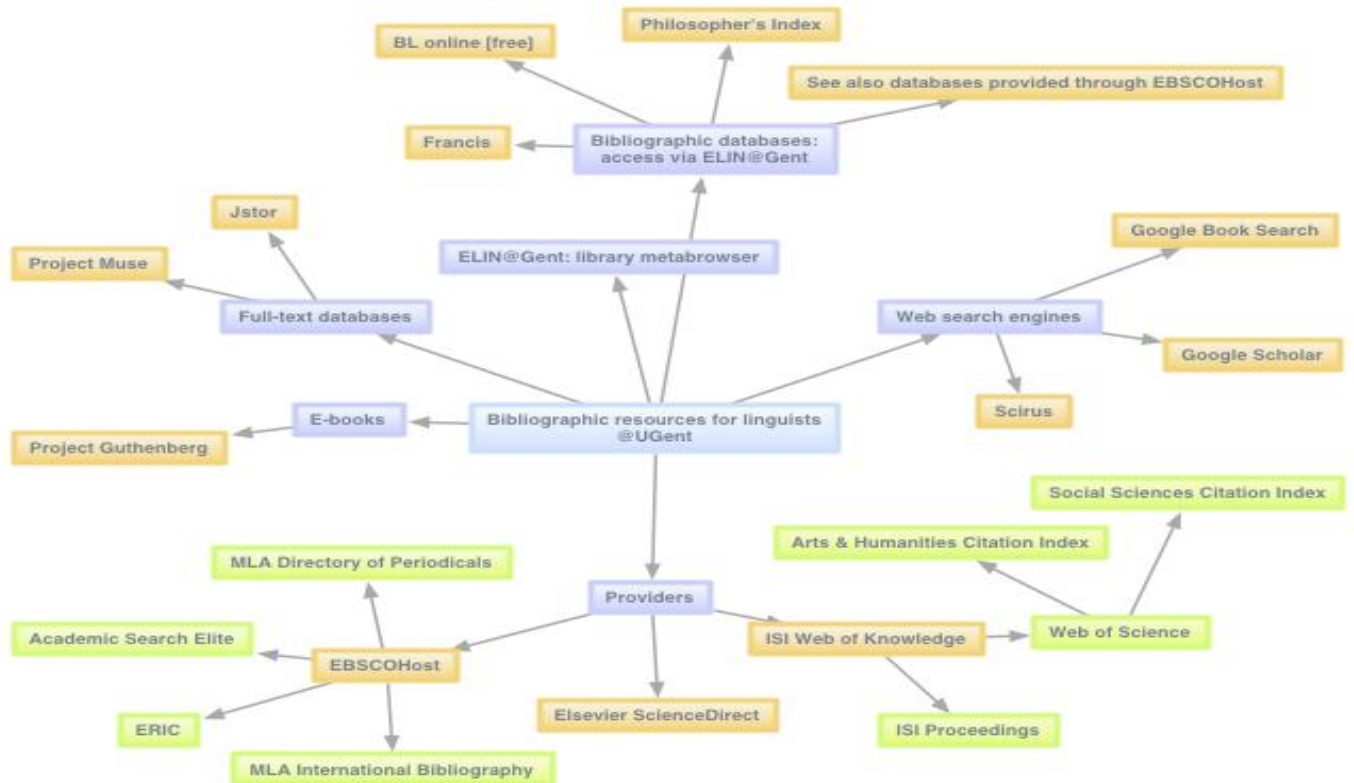 Philosopher's Index
BL online [free]
See also databases provided through EBSCOHost
Francis
Bibliographic databases:
access via ELIN@Gent
Jstor
Project Muse
ELIN@Gent: library metabrowser
Google Book Search
Full-text databases
Web search engines
Google Scholar
Scirus
E-books
Bibliographic resources for linguists
@UGent
Project Guthenberg
Social Sciences Citation Index
Arts & Humanities Citation Index
MLA Directory of Periodicals
Providers
Academic Search Elite
EBSCOHost
ISI Web of Knowledge
Web of Science
Elsevier ScienceDirect
ERIC
ISI Proceedings
MLA International Bibliography